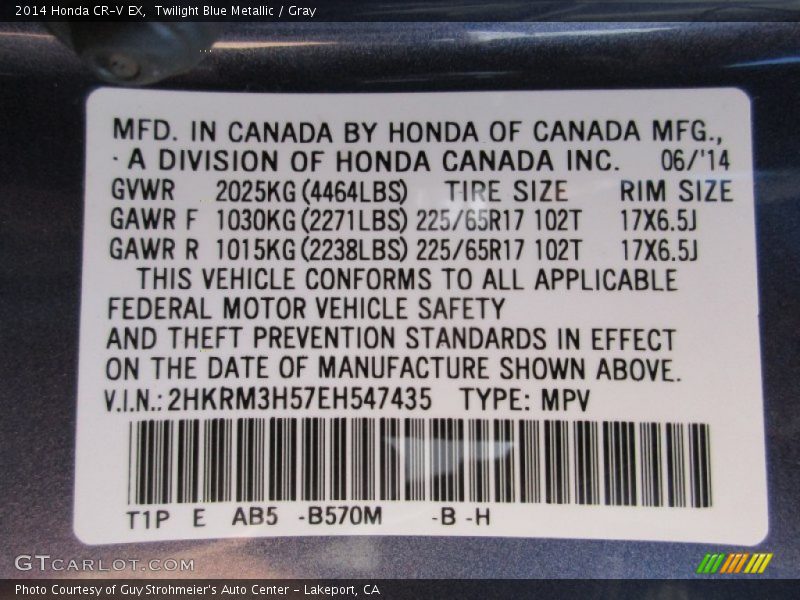 2014 Honda CR-V EX,  Twilight Blue Metallic / Gray
MFD. IN CANADA BY HONDA OF CANADA MFG.,
· A DIVISION OF HONDA CANADA INC. 06/'14
GVWR 2025KG (4464LBS) TIRE SIZE RIM SIZE
GAWR F 1030KG (2271LBS) 225/65R17 102T 17X6.5J
GAWR R 1015KG (2238LBS) 225/65R17 102T 17X6.5J
THIS VEHICLE CONFORMS TO ALL APPLICABLE
FEDERAL MOTOR VEHICLE SAFETY
AND THEFT PREVENTION STANDARDS IN EFFECT
ON THE DATE OF MANUFACTURE SHOWN ABOVE.
V.I.N.: 2HKRM3H57EH547435 TYPE: MPV
T1P E AB5 -B570M -B -H
GTCARLOT.COM
Photo Courtesy of Guy Strohmeier's Auto Center - Lakeport, CA